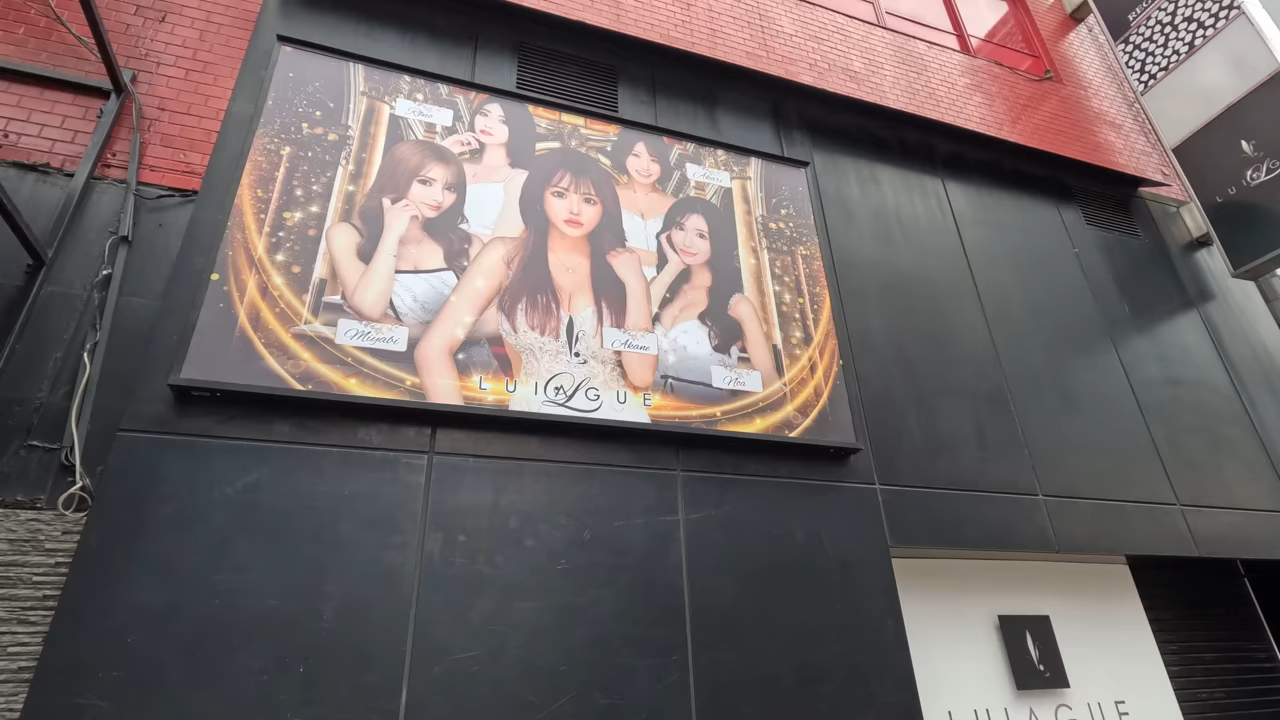 Rino
Akari
Miyabi
Akane
Noa
LUIAGUE
LUIAGUE